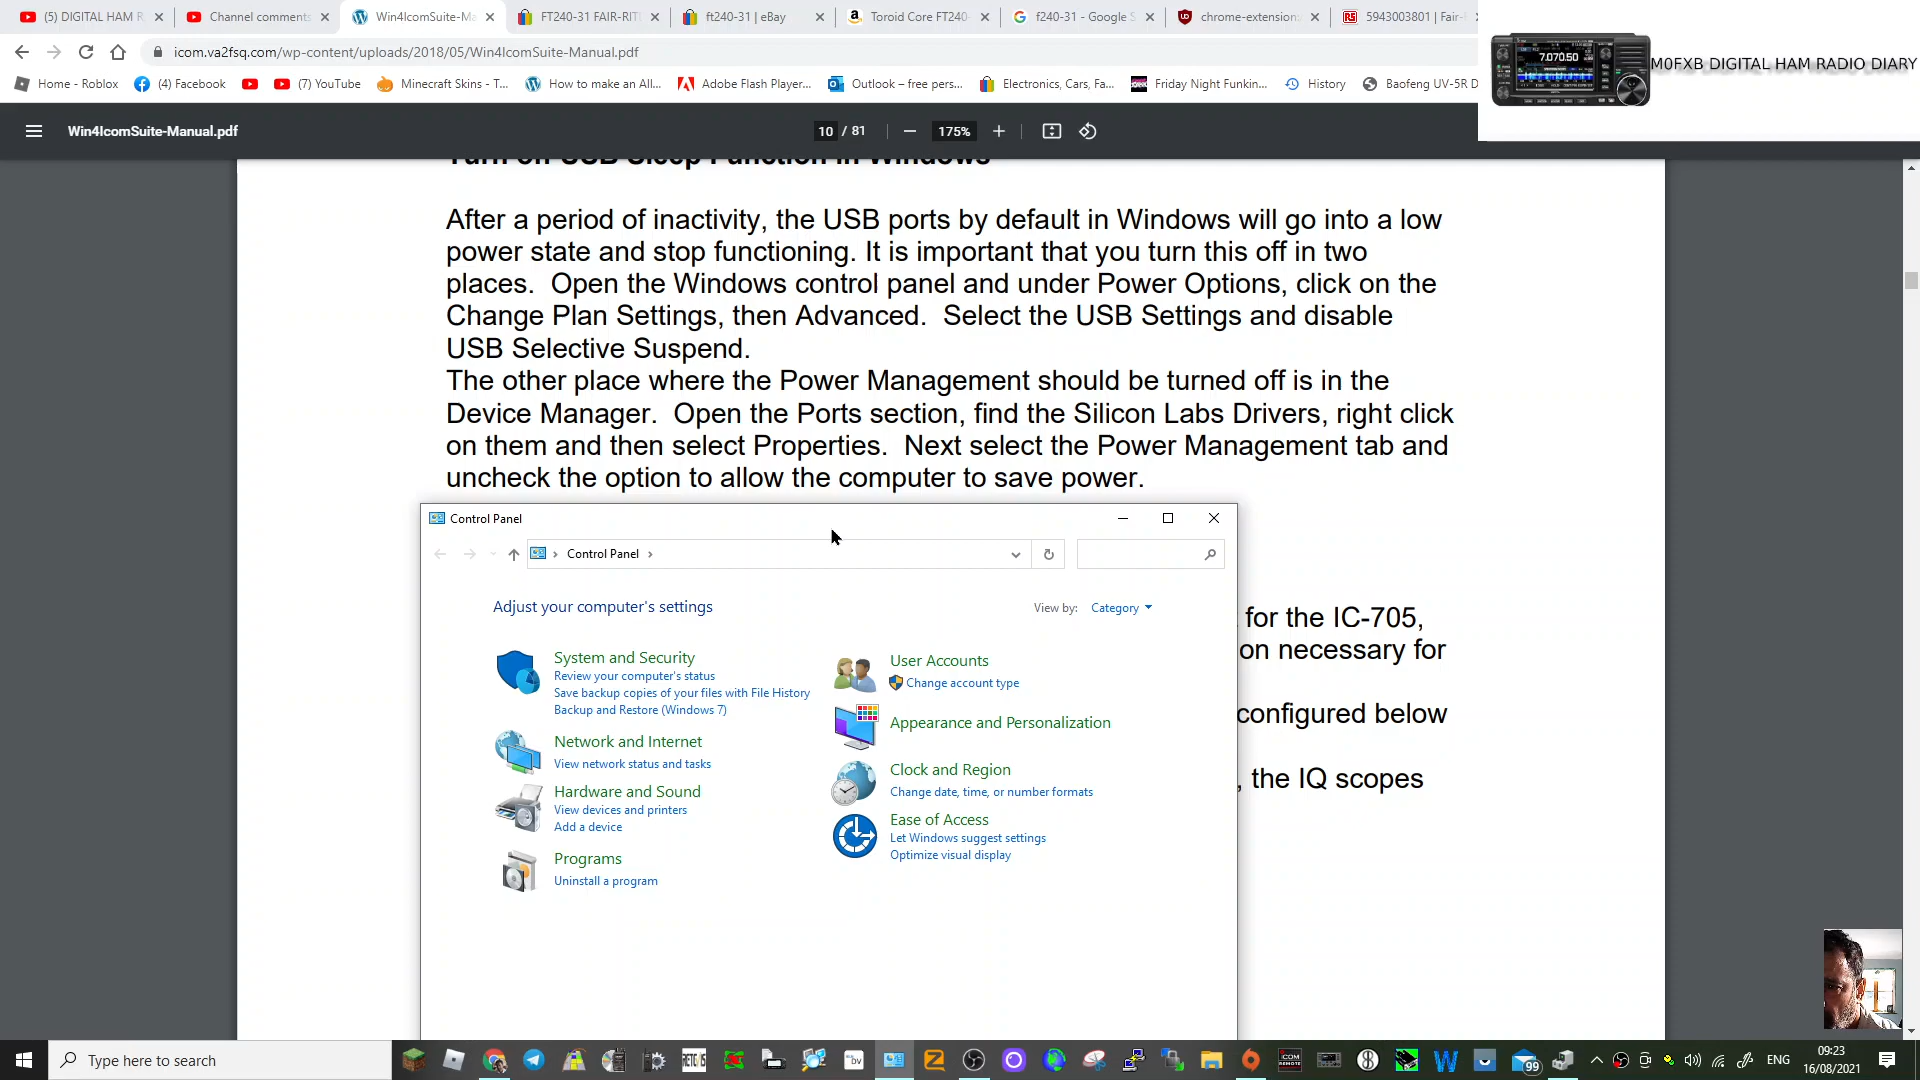 (5) DIGITAL HAM R
Channel comments
Win4IcomSuite-Ma
FT240-31 FAIR-RIT
ft240-31 | eBay
Toroid Core FT240-
f240-31 - Google S
chrome-extension:
5943003801 | Fair-
icom.va2fsq.com/wp-content/uploads/2018/05/Win4IcomSuite-Manual.pdf
7.070.50
M0FXB DIGITAL HAM RADIO DIARY
Home - Roblox
(4) Facebook
(7) YouTube
Minecraft Skins - T...
How to make an All...
Adobe Flash Player...
Outlook – free pers...
Electronics, Cars, Fa...
Friday Night Funkin...
History
Baofeng UV-5R D
Win4IcomSuite-Manual.pdf
10 / 81
175%
Turn off USB Sleep Function in Windows
After a period of inactivity, the USB ports by default in Windows will go into a low
power state and stop functioning. It is important that you turn this off in two
places. Open the Windows control panel and under Power Options, click on the
Change Plan Settings, then Advanced. Select the USB Settings and disable
USB Selective Suspend.
The other place where the Power Management should be turned off is in the
Device Manager. Open the Ports section, find the Silicon Labs Drivers, right click
on them and then select Properties. Next select the Power Management tab and
uncheck the option to allow the computer to save power.
for the IC-705,
on necessary for
configured below
, the IQ scopes
Control Panel
Control Panel
Adjust your computer's settings
View by: Category
System and Security
Review your computer's status
Save backup copies of your files with File History
Backup and Restore (Windows 7)
Network and Internet
View network status and tasks
Hardware and Sound
View devices and printers
Add a device
Programs
Uninstall a program
User Accounts
Change account type
Appearance and Personalization
Clock and Region
Change date, time, or number formats
Ease of Access
Let Windows suggest settings
Optimize visual display
Type here to search
99
ENG
09:23
16/08/2021